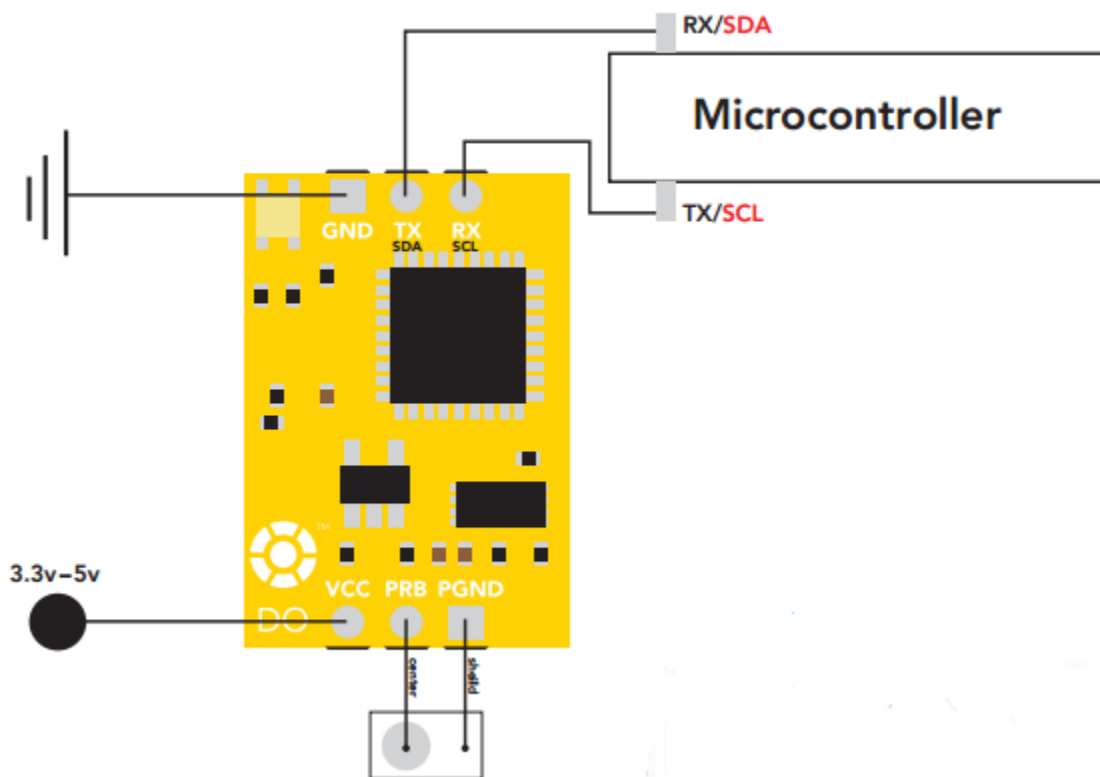 RX/SDA
Microcontroller
TX/SCL
GND TX RX
SDA SCL
TM
3.3v–5v
VCC PRB PGND
DO
center
sheild